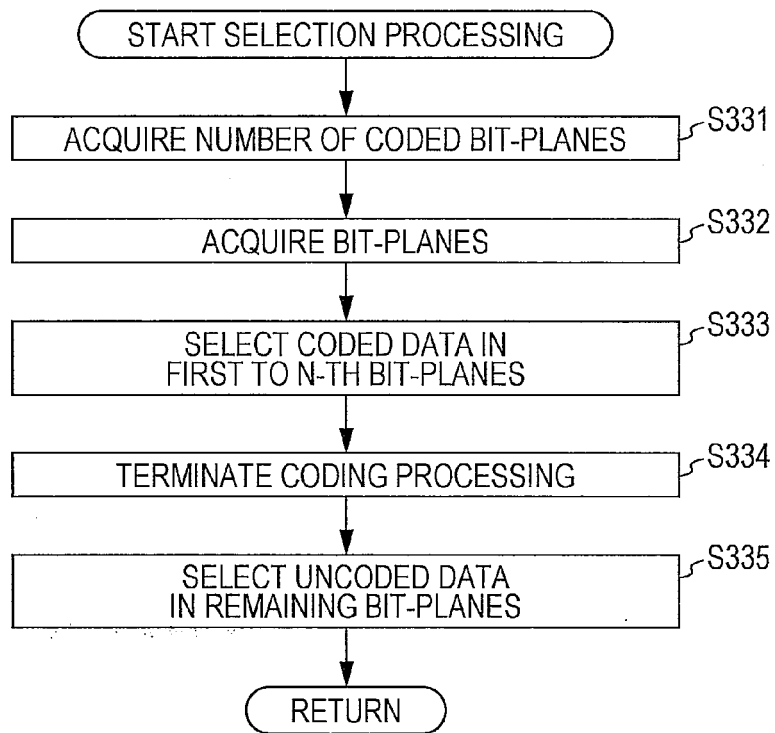 START SELECTION PROCESSING
S331
ACQUIRE NUMBER OF CODED BIT-PLANES
S332
ACQUIRE BIT-PLANES
S333
SELECT CODED DATA IN
FIRST TO N-TH BIT-PLANES
S334
TERMINATE CODING PROCESSING
S335
SELECT UNCODED DATA
IN REMAINING BIT-PLANES
RETURN